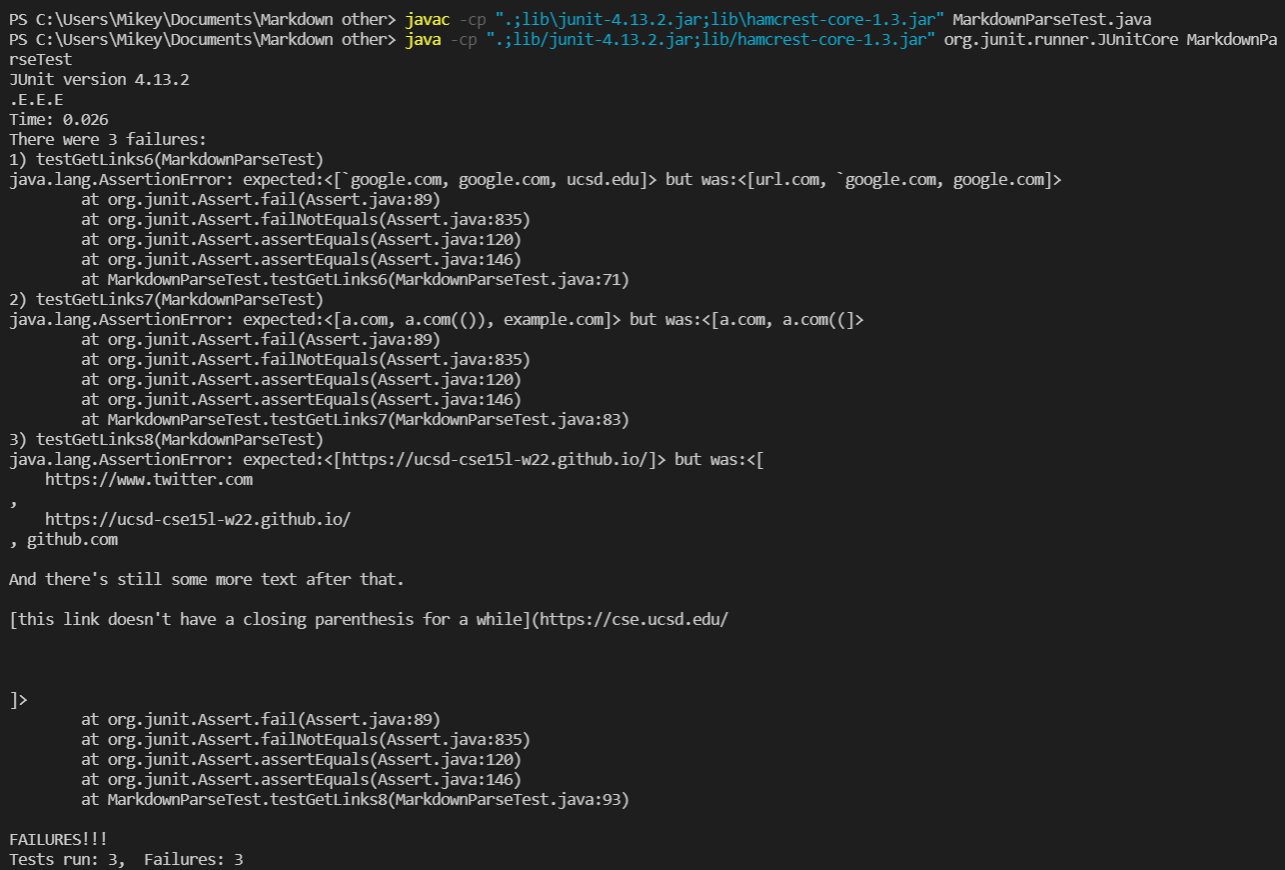 PS C:\Users\Mikey\Documents\Markdown other> javac -cp ".;lib\junit-4.13.2.jar;lib\hamcrest-core-1.3.jar" MarkdownParseTest.java
PS C:\Users\Mikey\Documents\Markdown other> java -cp ".;lib/junit-4.13.2.jar;lib/hamcrest-core-1.3.jar" org.junit.runner.JUnitCore MarkdownPa
rseTest
JUnit version 4.13.2
.E.E.E
Time: 0.026
There were 3 failures:
1) testGetLinks6(MarkdownParseTest)
java.lang.AssertionError: expected:<[`google.com, google.com, ucsd.edu]> but was:<[url.com, `google.com, google.com]>
        at org.junit.Assert.fail(Assert.java:89)
        at org.junit.Assert.failNotEquals(Assert.java:835)
        at org.junit.Assert.assertEquals(Assert.java:120)
        at org.junit.Assert.assertEquals(Assert.java:146)
        at MarkdownParseTest.testGetLinks6(MarkdownParseTest.java:71)
2) testGetLinks7(MarkdownParseTest)
java.lang.AssertionError: expected:<[a.com, a.com(()), example.com]> but was:<[a.com, a.com((]>
        at org.junit.Assert.fail(Assert.java:89)
        at org.junit.Assert.failNotEquals(Assert.java:835)
        at org.junit.Assert.assertEquals(Assert.java:120)
        at org.junit.Assert.assertEquals(Assert.java:146)
        at MarkdownParseTest.testGetLinks7(MarkdownParseTest.java:83)
3) testGetLinks8(MarkdownParseTest)
java.lang.AssertionError: expected:<[https://ucsd-cse15l-w22.github.io/]> but was:<[
    https://www.twitter.com
,
    https://ucsd-cse15l-w22.github.io/
, github.com

And there's still some more text after that.

[this link doesn't have a closing parenthesis for a while](https://cse.ucsd.edu/



]>
        at org.junit.Assert.fail(Assert.java:89)
        at org.junit.Assert.failNotEquals(Assert.java:835)
        at org.junit.Assert.assertEquals(Assert.java:120)
        at org.junit.Assert.assertEquals(Assert.java:146)
        at MarkdownParseTest.testGetLinks8(MarkdownParseTest.java:93)

FAILURES!!!
Tests run: 3,  Failures: 3